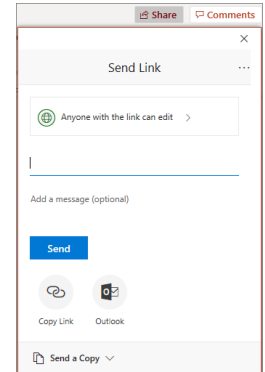 Share Comments
Send Link
Anyone with the link can edit
Add a message (optional)
Send
Copy Link Outlook
Send a Copy